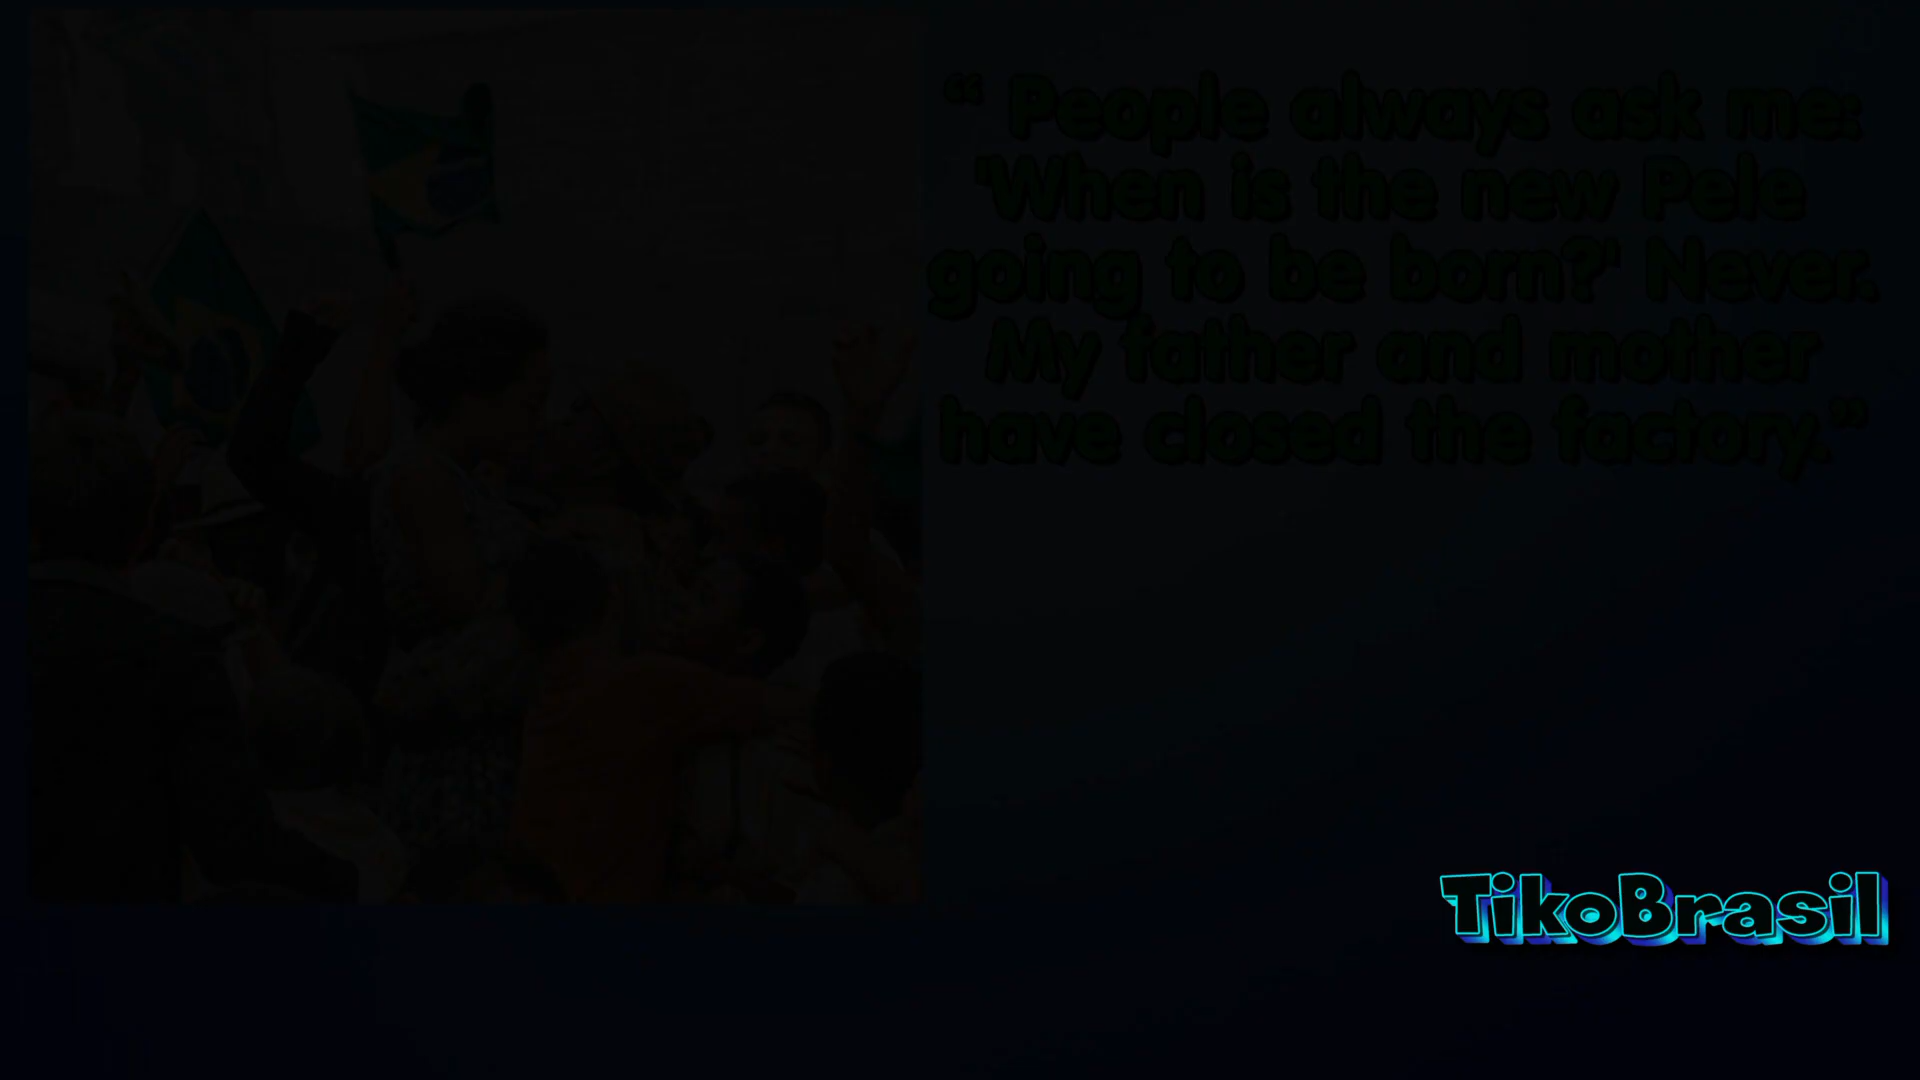 “ People always ask me:
'When is the new Pele
going to be born?' Never.
My father and mother
have closed the factory.”
TikoBrasil